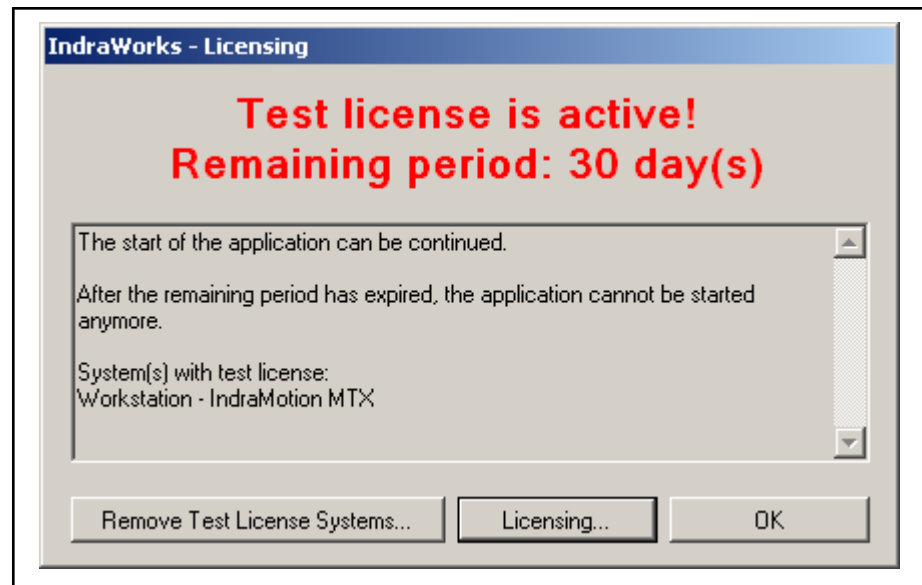 IndraWorks - Licensing
Test license is active!
Remaining period: 30 day(s)
The start of the application can be continued.
After the remaining period has expired, the application cannot be started
anymore.
System(s) with test license:
Workstation - IndraMotion MTX
Remove Test License Systems...
Licensing...
OK